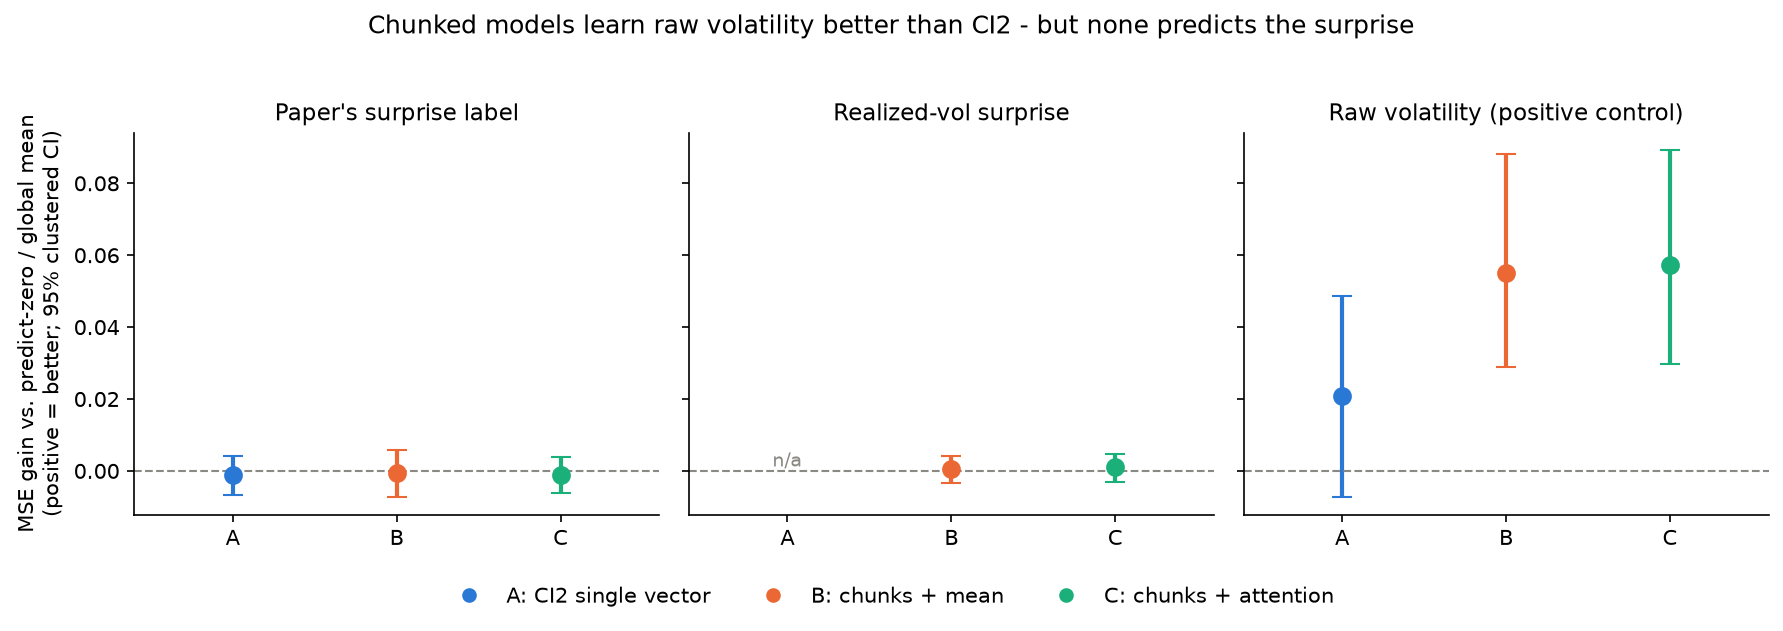 Chunked models learn raw volatility better than CI2 - but none predicts the surprise
Paper's surprise label
Realized-vol surprise
Raw volatility (positive control)
MSE gain vs. predict-zero / global mean
(positive = better; 95% clustered CI)
0.08
0.06
0.04
0.02
0.00
n/a
A B C
A B C
A B C
A: CI2 single vector
B: chunks + mean
C: chunks + attention